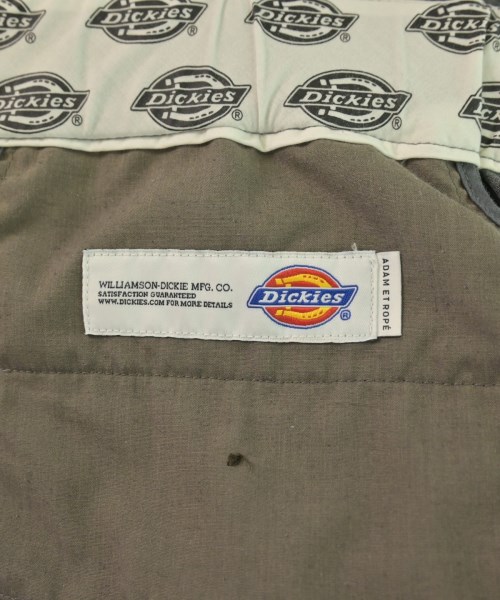 Dickies
Dickies
Dickies
Dickies
Dickies
Dickies
Dickies
Dickies
WILLIAMSON-DICKIE MFG. CO.
SATISFACTION GUARANTEED
WWW.DICKIES.COM FOR MORE DETAILS
Dickies
ADAM ET ROPÉ